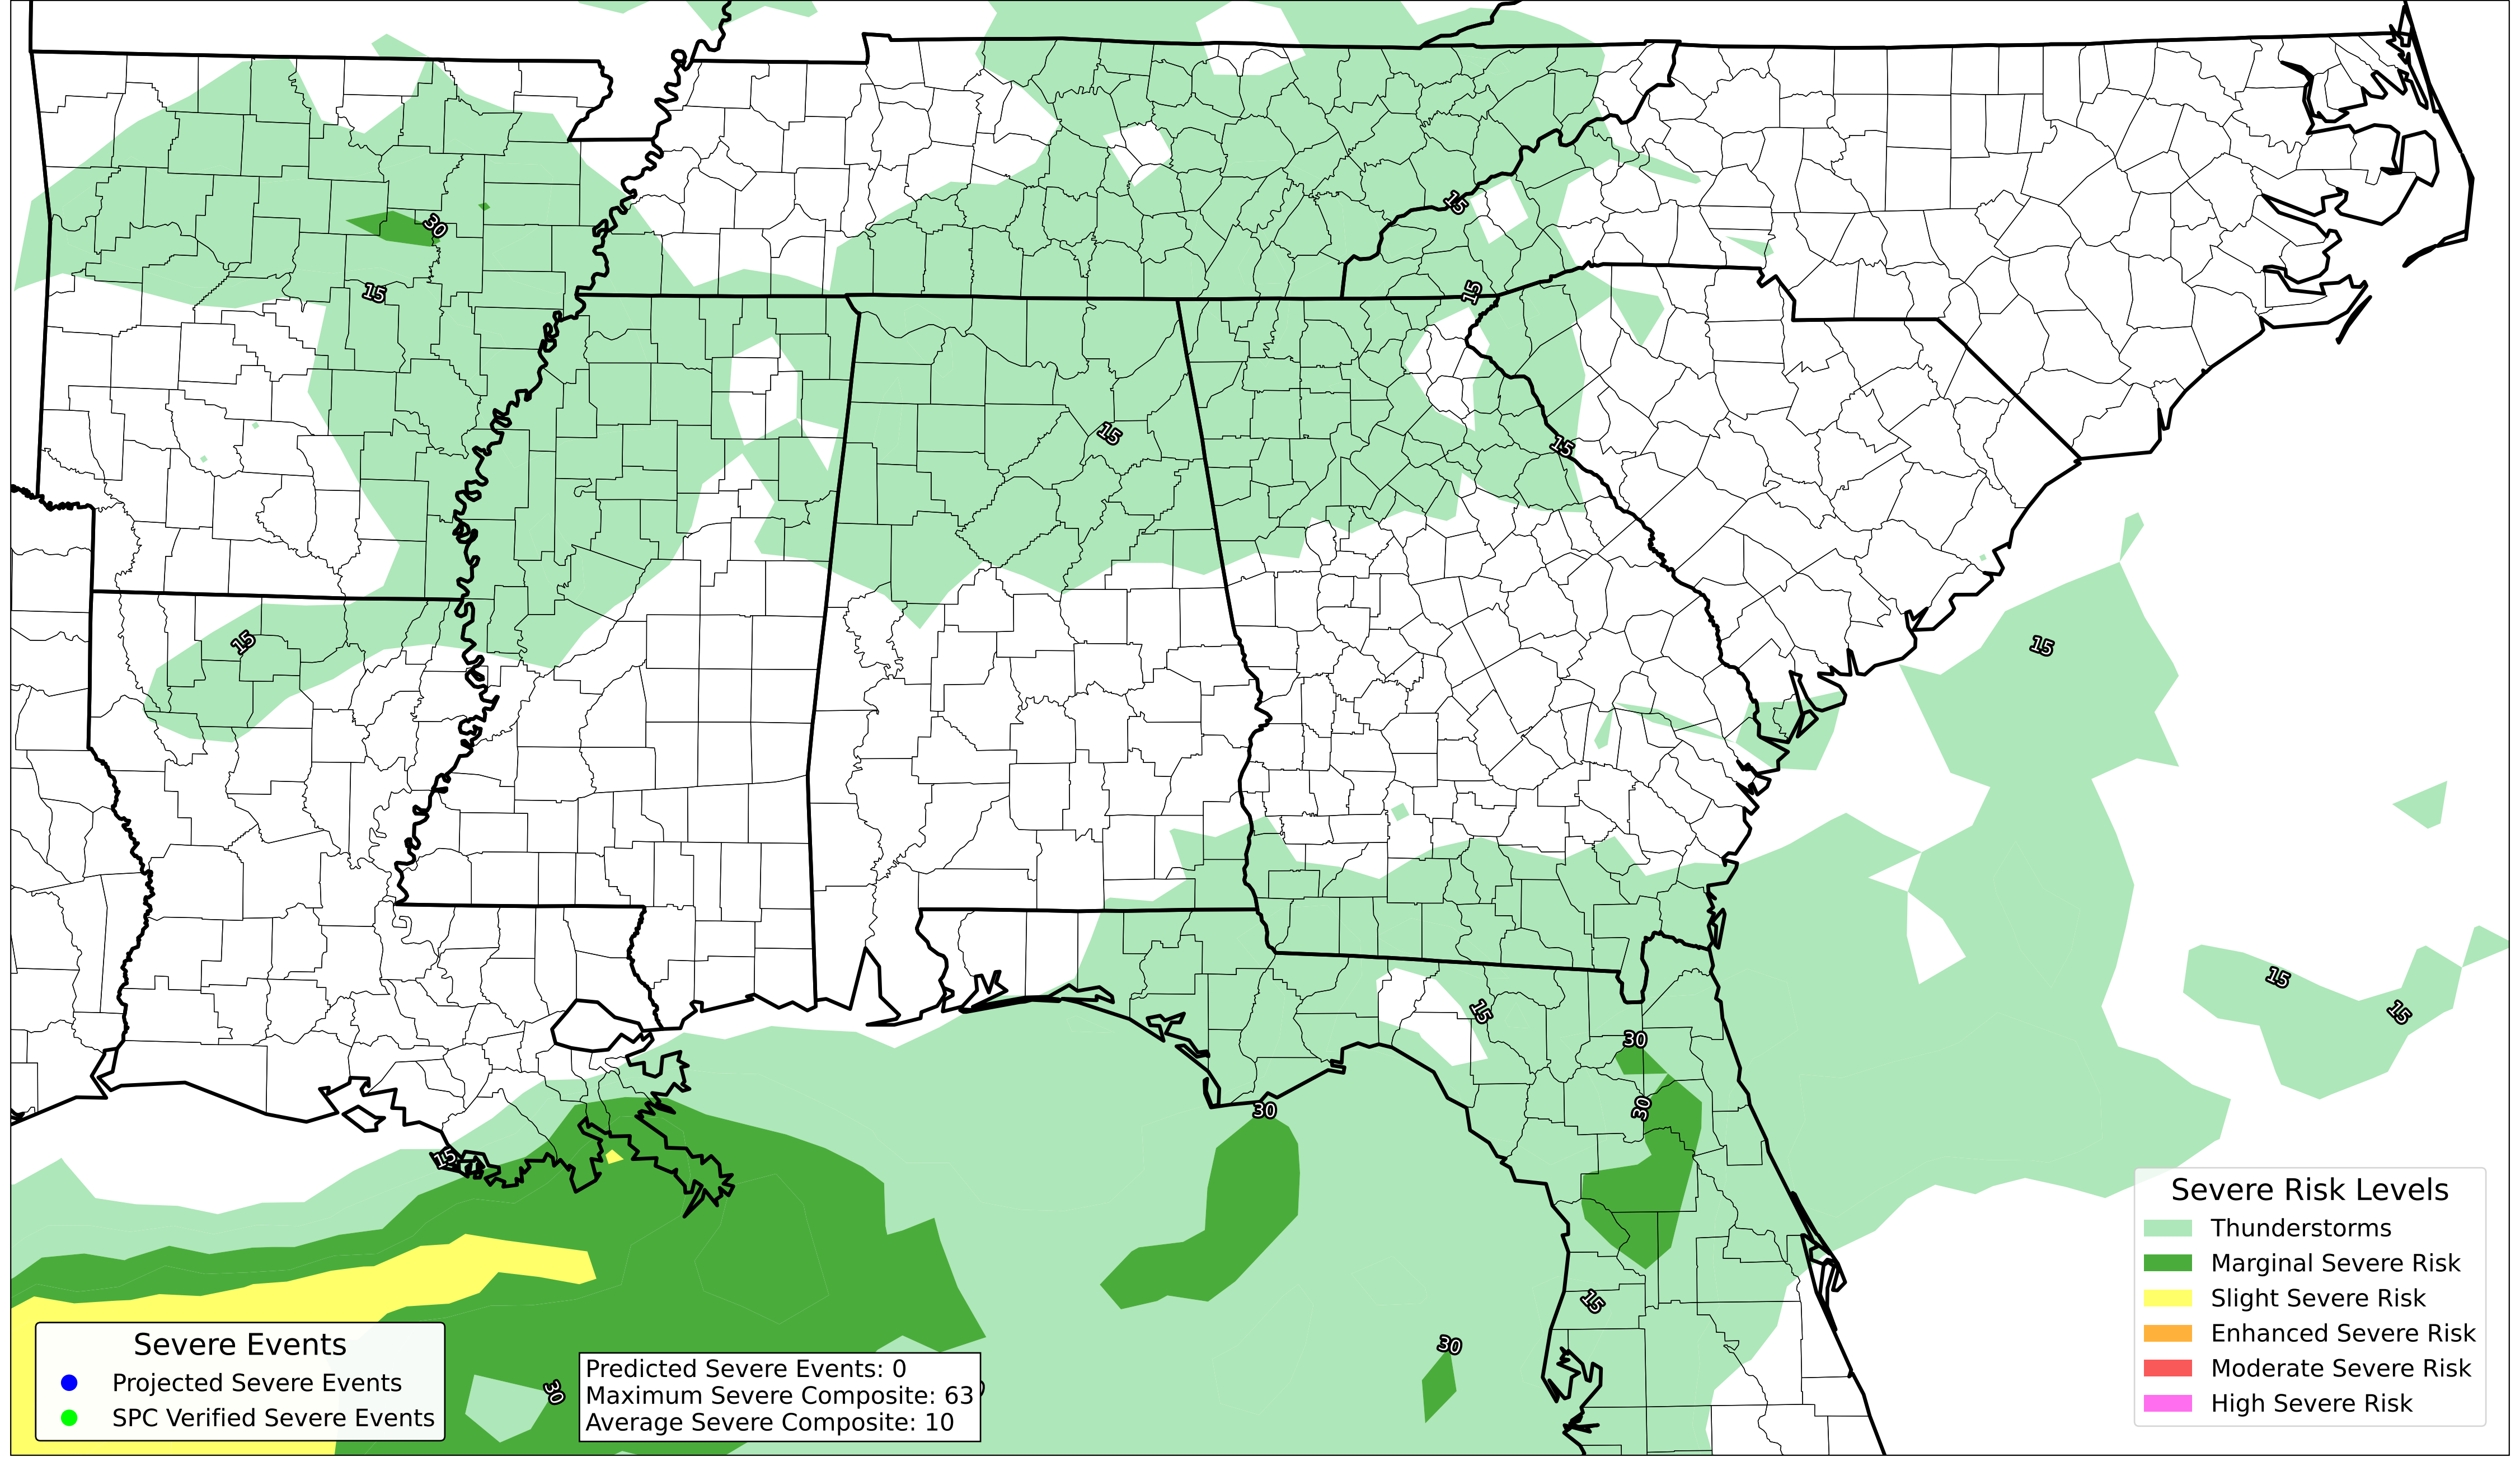 15
30
15
15
15
15
15
15
15
15
15
15
30
30
30
15
15
30
30
Severe Events
Projected Severe Events
SPC Verified Severe Events
Predicted Severe Events: 0
Maximum Severe Composite: 63
Average Severe Composite: 10
Severe Risk Levels
Thunderstorms
Marginal Severe Risk
Slight Severe Risk
Enhanced Severe Risk
Moderate Severe Risk
High Severe Risk